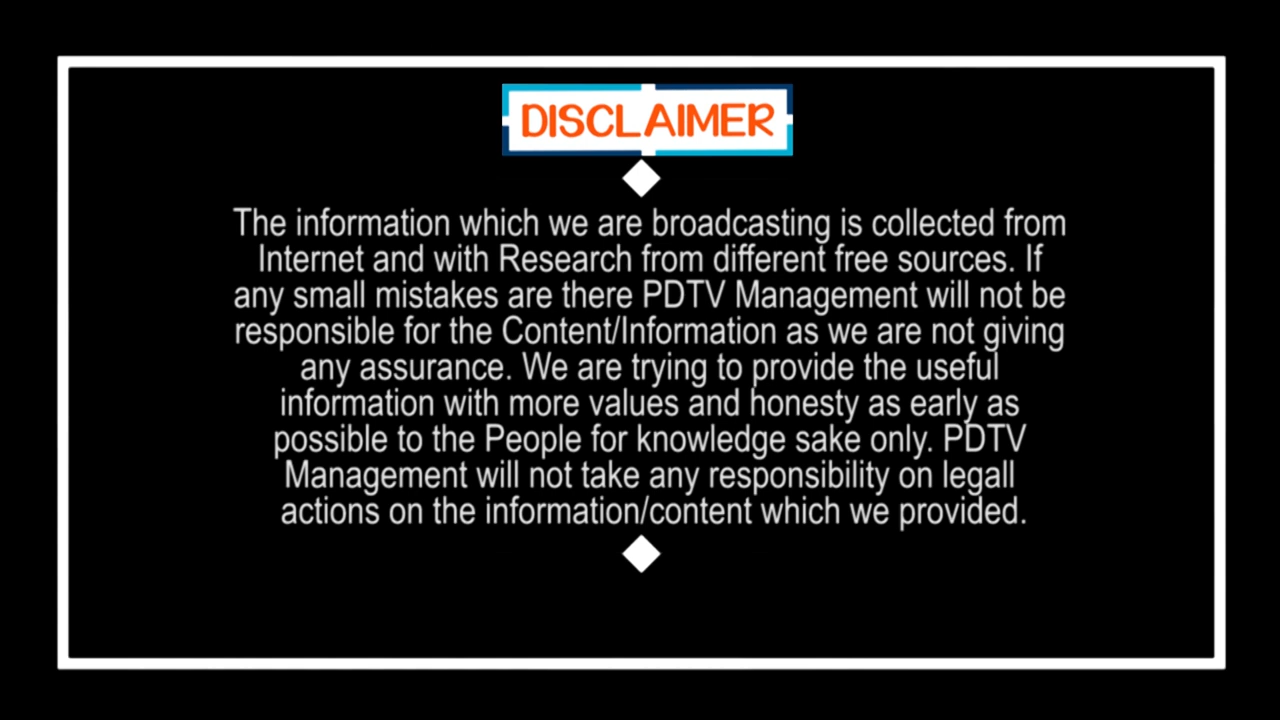 DISCLAIMER
The information which we are broadcasting is collected from
Internet and with Research from different free sources. If
any small mistakes are there PDTV Management will not be
responsible for the Content/Information as we are not giving
any assurance. We are trying to provide the useful
information with more values and honesty as early as
possible to the People for knowledge sake only. PDTV
Management will not take any responsibility on legall
actions on the information/content which we provided.